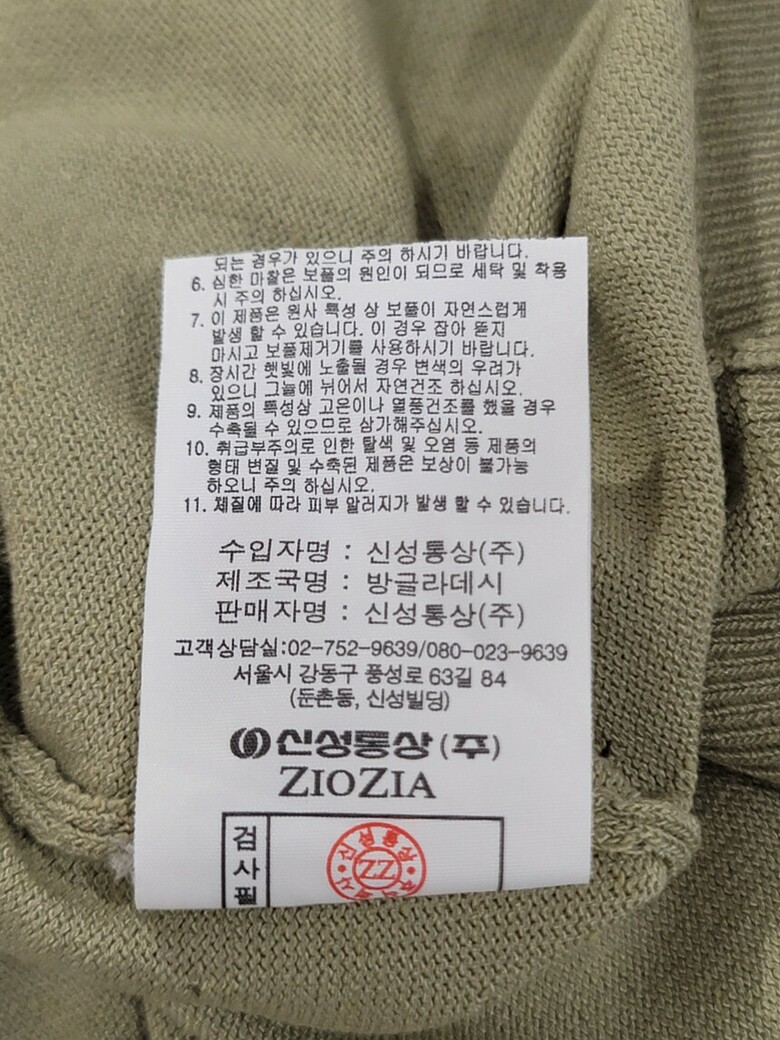 되는 경우가 있으니 주의 하시기 바랍니다.
6. 심한 마찰은 보풀의 원인이 되므로 세탁 및 착용
시 주의 하십시오.
7. 이 제품은 원사 특성 상 보풀이 자연스럽게
발생 할 수 있습니다. 이 경우 잡아 뜯지
마시고 보풀제거기를 사용하시기 바랍니다.
8. 장시간 햇빛에 노출될 경우 변색의 우려가
있으니 그늘에 뉘어서 자연건조 하십시오.
9. 제품의 특성상 고온이나 열풍건조를 했을 경우
수축될 수 있으므로 삼가해주십시오.
10. 취급부주의로 인한 탈색 및 오염 등 제품의
형태 변질 및 수축된 제품은 보상이 불가능
하오니 주의 하십시오.
11. 체질에 따라 피부 알러지가 발생 할 수 있습니다.
수입자명 : 신성통상(주)
제조국명 : 방글라데시
판매자명 : 신성통상(주)
고객상담실:02-752-9639/080-023-9639
서울시 강동구 풍성로 63길 84
(둔촌동, 신성빌딩)
신성통상(주)
ZIOZIA
검사필
신성통상
ZZ